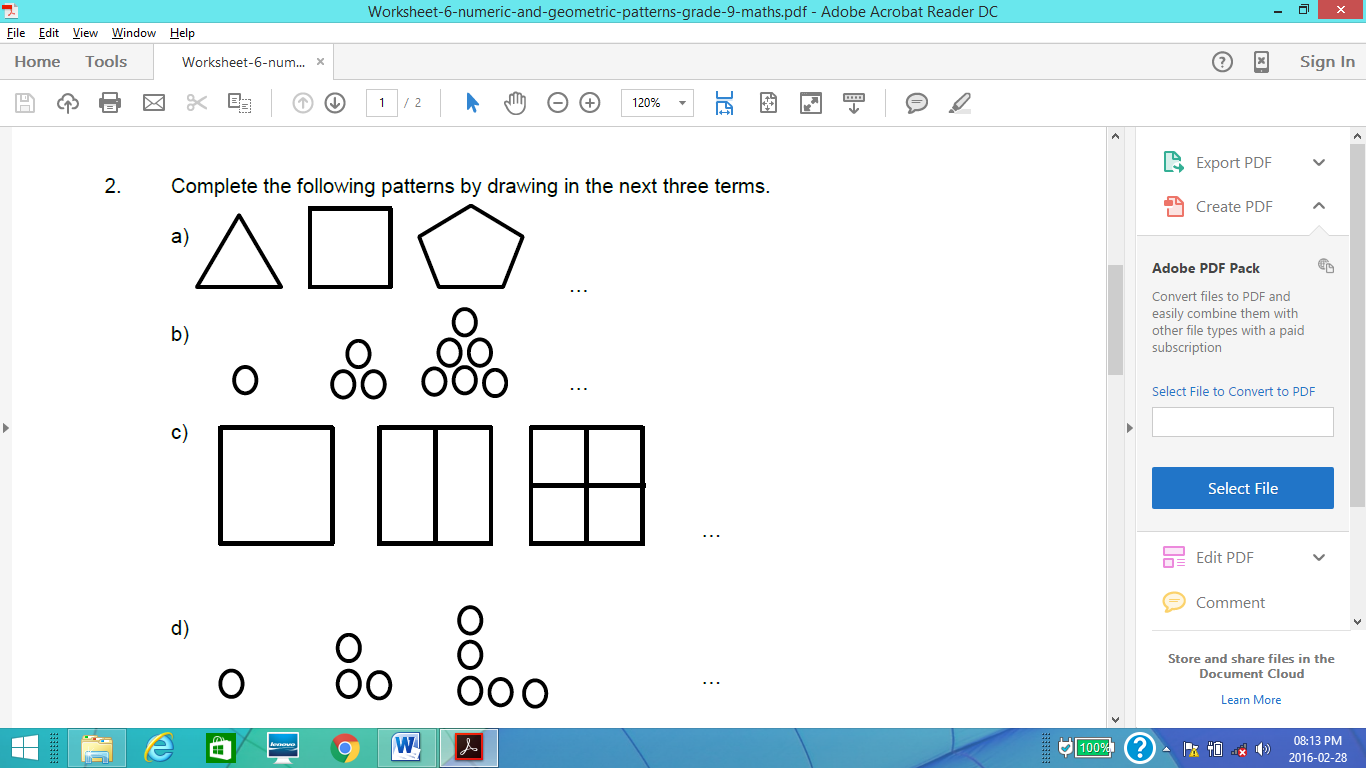 Worksheet-6-numeric-and-geometric-patterns-grade-9-maths.pdf - Adobe Acrobat Reader DC
File Edit View Window Help
Home Tools Worksheet-6-num... × Sign In
1 / 2 120%
2. Complete the following patterns by drawing in the next three terms.
a)
...
b)
...
c)
...
d)
...
Export PDF
Create PDF
Adobe PDF Pack
Convert files to PDF and
easily combine them with
other file types with a paid
subscription
Select File to Convert to PDF
Select File
Edit PDF
Comment
Store and share files in the
Document Cloud
Learn More
lenovo
100%
08:13 PM
2016-02-28